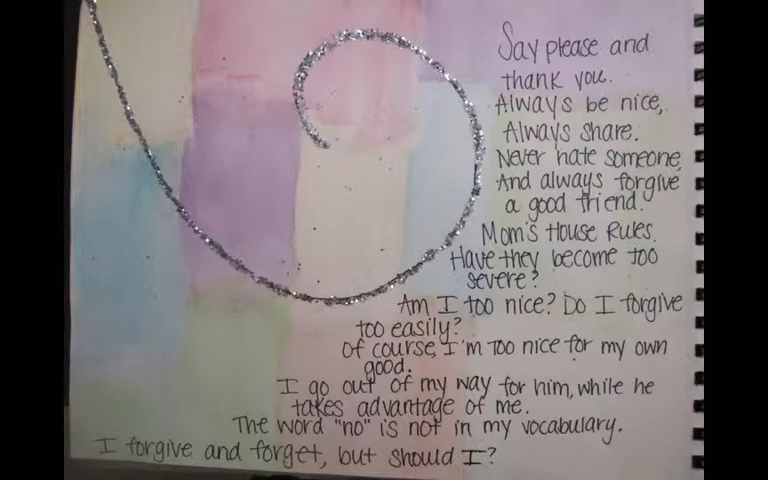 Say please and
thank you.
Always be nice,
Always share.
Never hate someone,
And always forgive
a good friend.
Mom's House Rules.
Have they become too
severe?
Am I too nice? Do I forgive
too easily?
Of course, I'm too nice for my own
good.
I go out of my way for him, while he
takes advantage of me.
The word "no" is not in my vocabulary.
I forgive and forget, but should I?